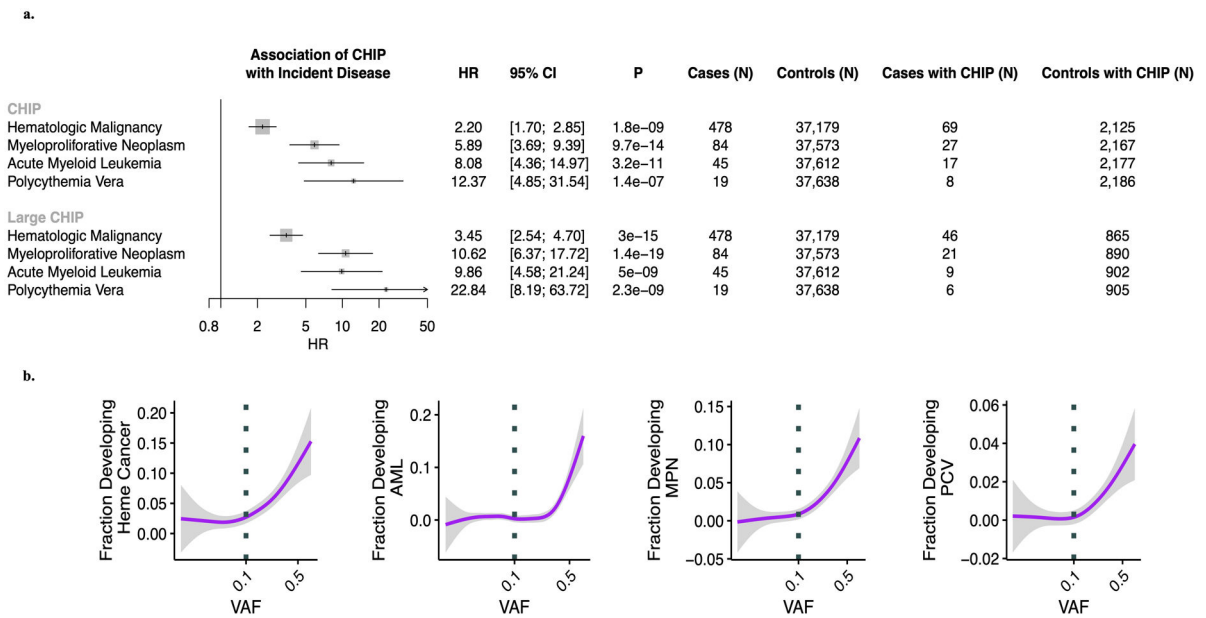 a.
Association of CHIP
with Incident Disease
HR 95% CI P Cases (N) Controls (N) Cases with CHIP (N) Controls with CHIP (N)
CHIP
Hematologic Malignancy 2.20 [1.70; 2.85] 1.8e−09 478 37,179 69 2,125
Myeloproliforative Neoplasm 5.89 [3.69; 9.39] 9.7e−14 84 37,573 27 2,167
Acute Myeloid Leukemia 8.08 [4.36; 14.97] 3.2e−11 45 37,612 17 2,177
Polycythemia Vera 12.37 [4.85; 31.54] 1.4e−07 19 37,638 8 2,186
Large CHIP
Hematologic Malignancy 3.45 [2.54; 4.70] 3e−15 478 37,179 46 865
Myeloproliforative Neoplasm 10.62 [6.37; 17.72] 1.4e−19 84 37,573 21 890
Acute Myeloid Leukemia 9.86 [4.58; 21.24] 5e−09 45 37,612 9 902
Polycythemia Vera 22.84 [8.19; 63.72] 2.3e−09 19 37,638 6 905
0.8 2 5 10 20 50
HR
b.
Fraction Developing
Heme Cancer
0.20
0.15
0.10
0.05
0.00
0.1 0.5
VAF
Fraction Developing
AML
0.2
0.1
0.0
0.1 0.5
VAF
Fraction Developing
MPN
0.15
0.10
0.05
0.00
−0.05
0.1 0.5
VAF
Fraction Developing
PCV
0.06
0.04
0.02
0.00
−0.02
0.1 0.5
VAF